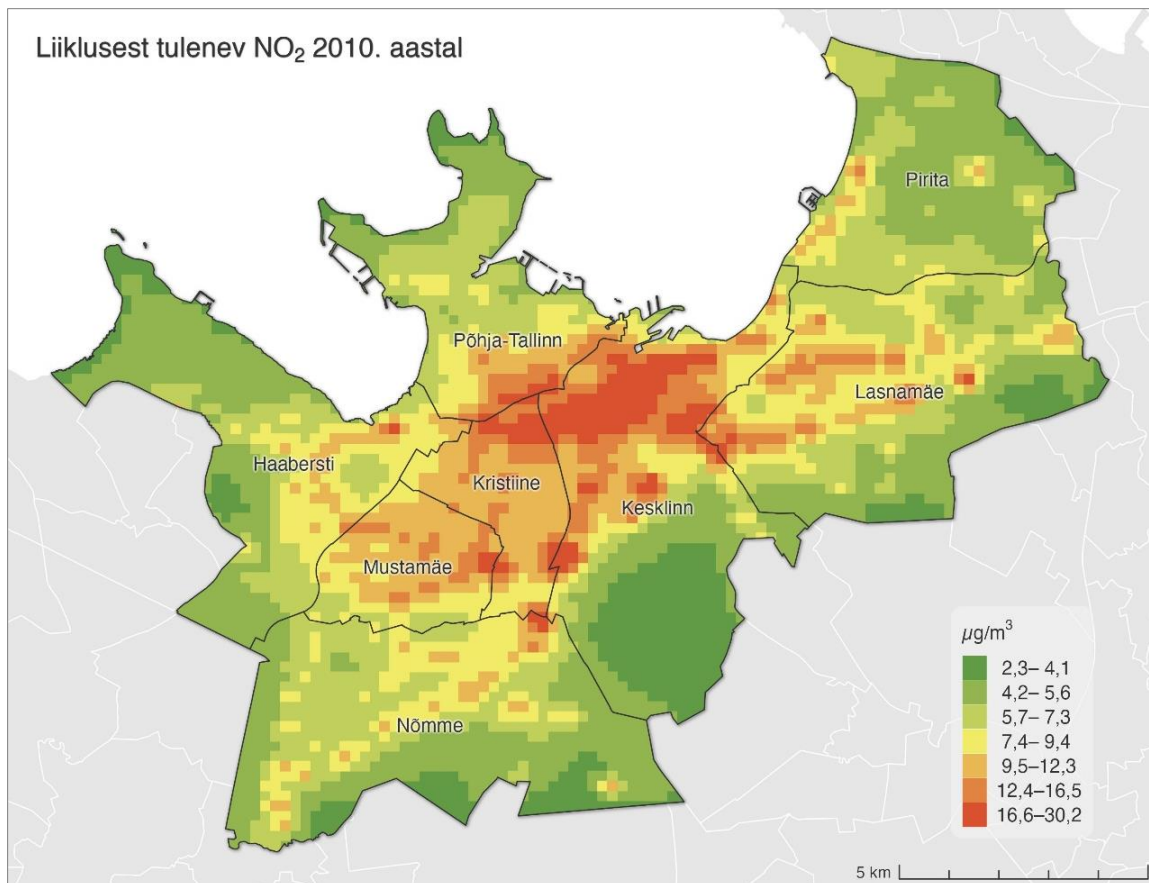 Liiklusest tulenev NO₂ 2010. aastal
Pirita
Põhja-Tallinn
Lasnamäe
Haabersti
Kristiine
Kesklinn
Mustamäe
Nõmme
µg/m³
2,3– 4,1
4,2– 5,6
5,7– 7,3
7,4– 9,4
9,5–12,3
12,4–16,5
16,6–30,2
5 km